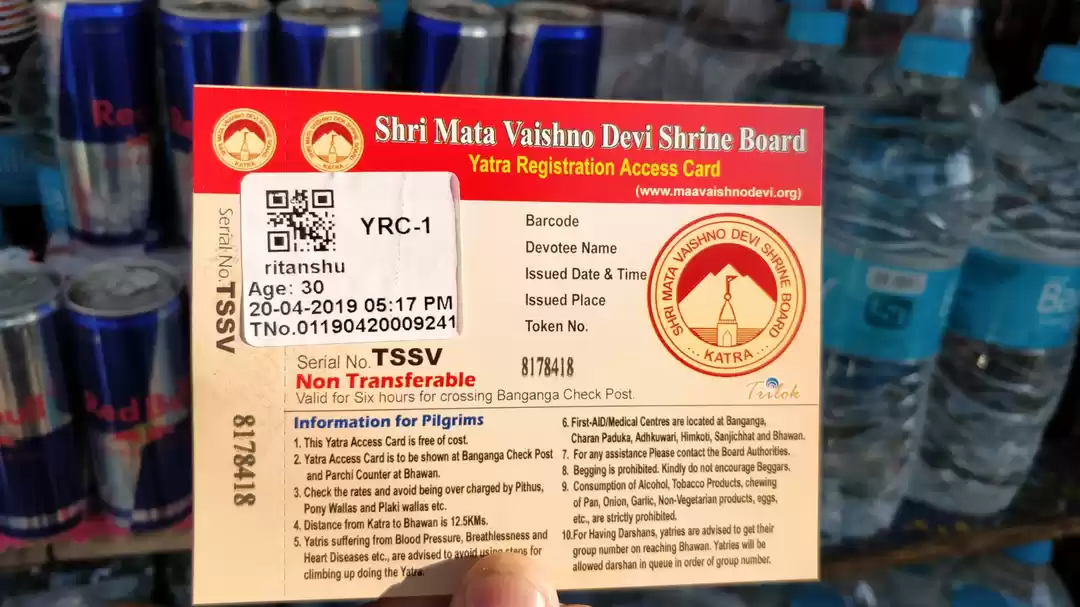 Shri Mata Vaishno Devi Shrine Board
Yatra Registration Access Card
(www.maavaishnodevi.org)
KATRA
KATRA
YRC-1
ritanshu
Age: 30
20-04-2019 05:17 PM
TNo.01190420009241
Serial No. TSSV
8178418
Barcode
Devotee Name
Issued Date & Time
Issued Place
Token No.
SHRI MATA VAISHNO DEVI SHRINE BOARD
KATRA
Trilok
Serial No. TSSV 8178418
Non Transferable
Valid for Six hours for crossing Banganga Check Post.
Information for Pilgrims
1. This Yatra Access Card is free of cost.
2. Yatra Access Card is to be shown at Banganga Check Post
and Parchi Counter at Bhawan.
3. Check the rates and avoid being over charged by Pithus,
Pony Wallas and Plaki wallas etc.
4. Distance from Katra to Bhawan is 12.5KMs.
5. Yatris suffering from Blood Pressure, Breathlessness and
Heart Diseases etc., are advised to avoid using steps for
climbing up doing the Yatra.
6. First-AID/Medical Centres are located at Banganga,
Charan Paduka, Adhkuwari, Himkoti, Sanjichhat and Bhawan.
7. For any assistance Please contact the Board Authorities.
8. Begging is prohibited. Kindly do not encourage Beggars.
9. Consumption of Alcohol, Tobacco Products, chewing
of Pan, Onion, Garlic, Non-Vegetarian products, eggs,
etc., are strictly prohibited.
10.For Having Darshans, yatries are advised to get their
group number on reaching Bhawan. Yatries will be
allowed darshan in queue in order of group number.
Red
Red Bu
Be